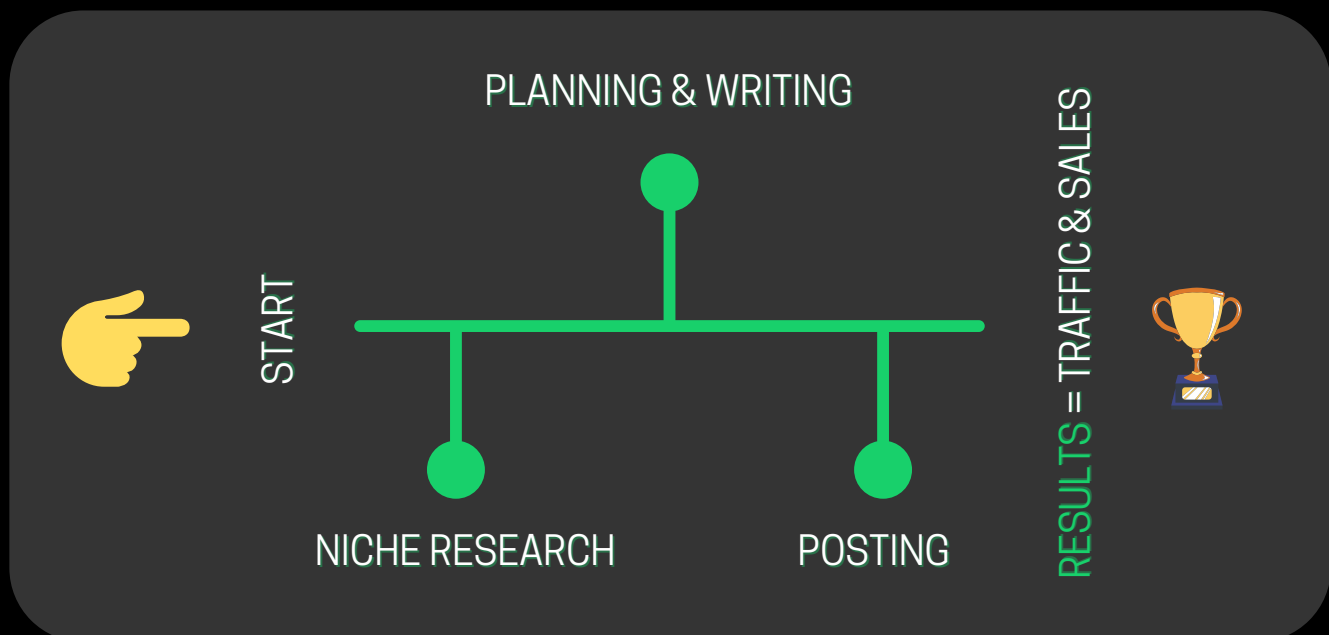 START
NICHE RESEARCH
PLANNING & WRITING
POSTING
RESULTS = TRAFFIC & SALES